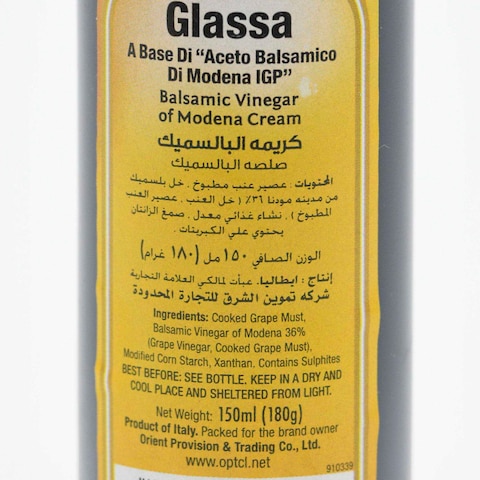 Glassa
A Base Di "Aceto Balsamico
Di Modena IGP"
Balsamic Vinegar
of Modena Cream
كريمه البالسميك
صلصه البالسميك
المحتويات : عصير عنب مطبوخ . خل بلسميك
من مدينه مودنا ٣٦٪ ( خل العنب . عصير العنب
المطبوخ ) . نشاء غذائي معدل . صمغ الزانتان
يحتوي علي الكبريتات .
الوزن الصافي ١٥٠ مل (١٨٠ غرام)
إنتاج : ايطاليا. عبأت لمالكي العلامة التجارية
شركه تموين الشرق للتجارة المحدودة
Ingredients: Cooked Grape Must,
Balsamic Vinegar of Modena 36%
(Grape Vinegar, Cooked Grape Must),
Modified Corn Starch, Xanthan. Contains Sulphites
BEST BEFORE: SEE BOTTLE. KEEP IN A DRY AND
COOL PLACE AND SHELTERED FROM LIGHT.
Net Weight: 150ml (180g)
Product of Italy. Packed for the brand owner
Orient Provision & Trading Co., Ltd.
www.optcl.net
910339